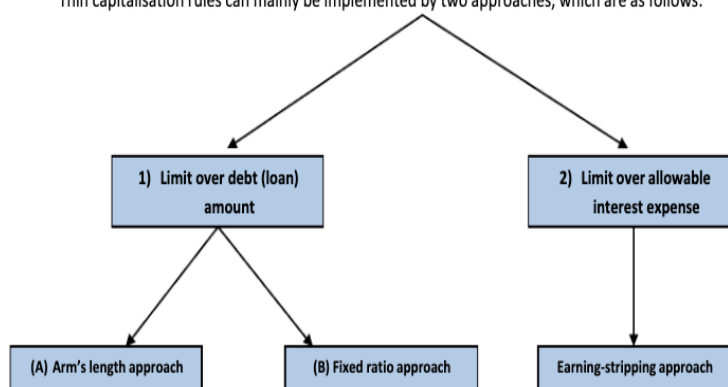 Thin capitalisation rules can mainly be implemented by two approaches, which are as follows:
1) Limit over debt (loan)
amount
2) Limit over allowable
interest expense
(A) Arm's length approach
(B) Fixed ratio approach
Earning-stripping approach